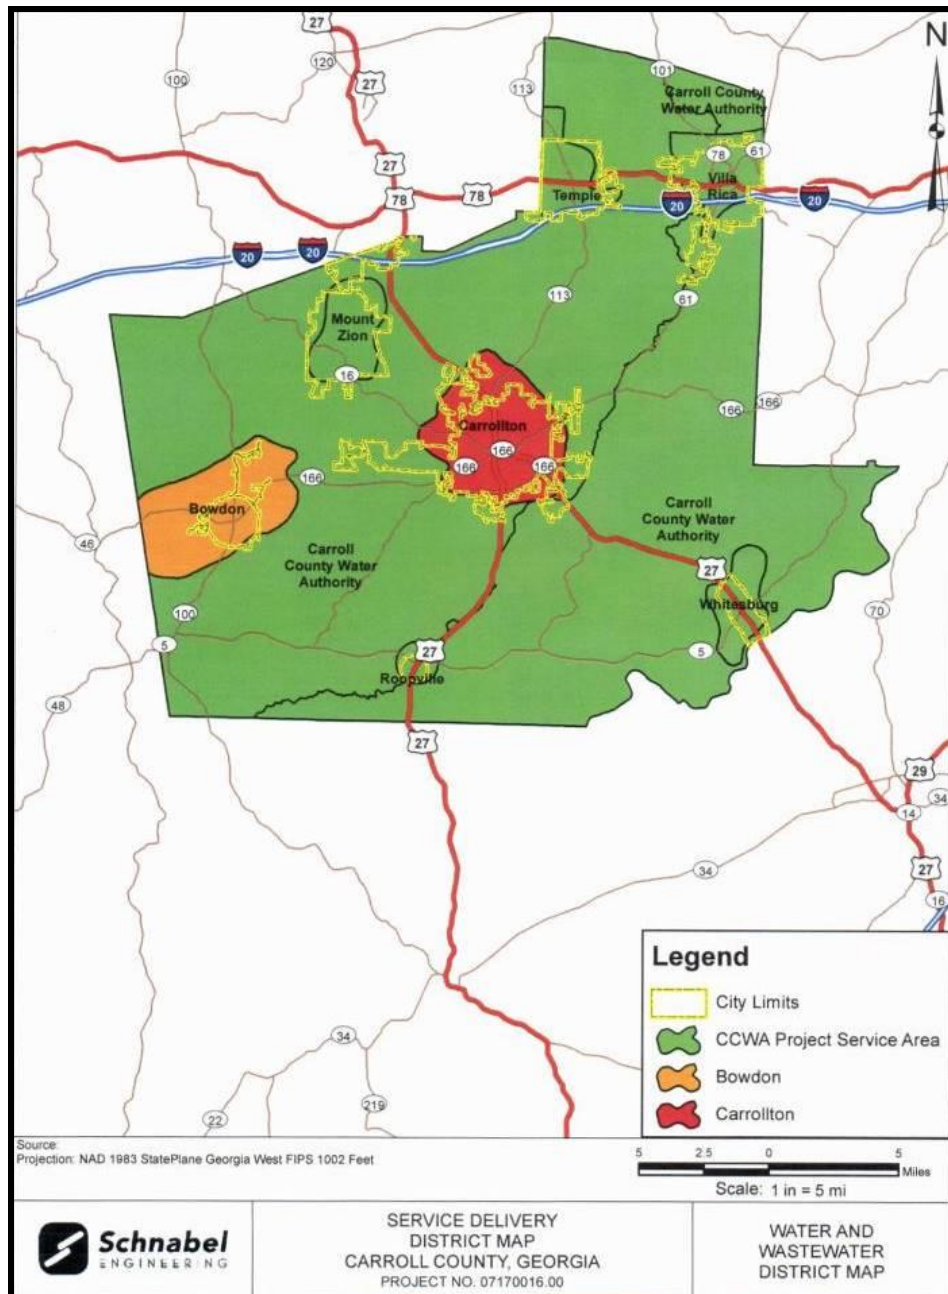 27
N
100
120
27
113
101
Carroll County
Water Authority
27
78
61
78
78
Villa
Rica
Temple
20
20
20
20
113
61
Mount
Zion
16
166
166
Carrollton
166
166
166
166
Bowdon
Carroll
County Water
Authority
46
Carroll
County Water
Authority
27
Whitesburg
100
70
5
27
5
Roopville
48
27
29
34
14
34
27
16
34
219
22
Legend
City Limits
CCWA Project Service Area
Bowdon
Carrollton
Source:
Projection: NAD 1983 StatePlane Georgia West FIPS 1002 Feet
5 2.5 0 5
Miles
Scale: 1 in = 5 mi
Schnabel
ENGINEERING
SERVICE DELIVERY
DISTRICT MAP
CARROLL COUNTY, GEORGIA
PROJECT NO. 07170016.00
WATER AND
WASTEWATER
DISTRICT MAP